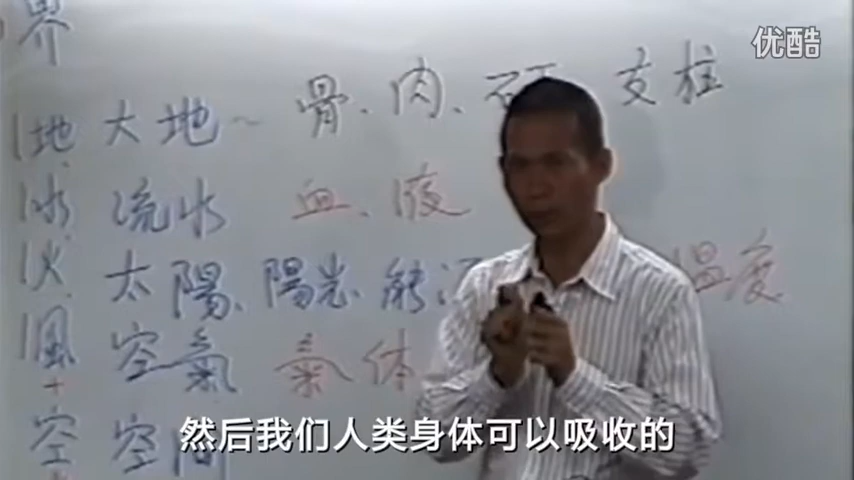 优酷
界
地 大地~ 骨、肉、 支柱
水 流水 血、液
火 太陽、陽光、能 温度
風 空氣 氣体
+
空 空間
然后我们人类身体可以吸收的